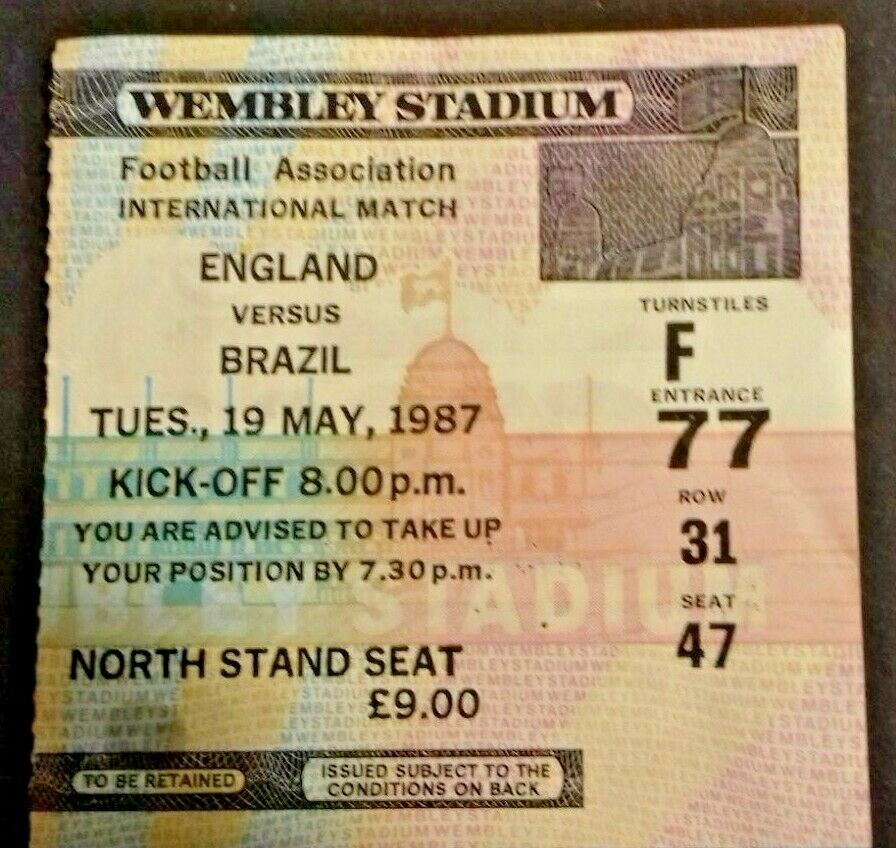 WEMBLEY STADIUM
Football Association
INTERNATIONAL MATCH
ENGLAND
VERSUS
BRAZIL
TUES., 19 MAY, 1987
KICK-OFF 8.00 p.m.
YOU ARE ADVISED TO TAKE UP
YOUR POSITION BY 7.30 p.m.
NORTH STAND SEAT
£9.00
TURNSTILES
F
ENTRANCE
77
ROW
31
SEAT
47
BLEY STADIUM
TO BE RETAINED
ISSUED SUBJECT TO THE
CONDITIONS ON BACK